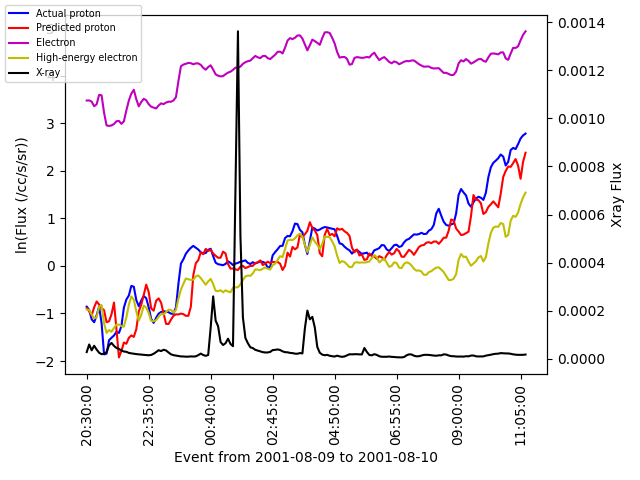 Actual proton
Predicted proton
Electron
High-energy electron
X-ray
3
2
1
0
−1
−2
ln(Flux (/cc/s/sr))
0.0014
0.0012
0.0010
0.0008
0.0006
0.0004
0.0002
0.0000
Xray Flux
20:30:00
22:35:00
00:40:00
02:45:00
04:50:00
06:55:00
09:00:00
11:05:00
Event from 2001-08-09 to 2001-08-10